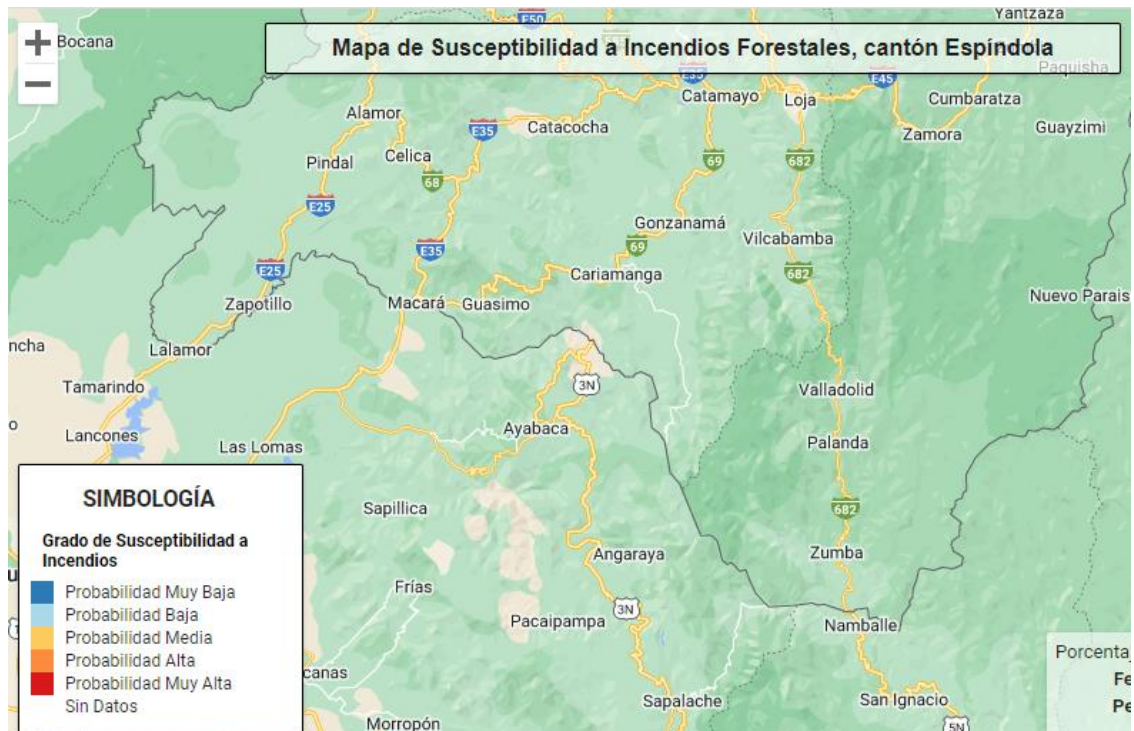 E50
Yantzaza
Bocana
Mapa de Susceptibilidad a Incendios Forestales, cantón Espíndola
Paquisha
E35
E45
Catamayo
Loja
Cumbaratza
Alamor
E35
Catacocha
Zamora
Guayzimi
Pindal
Celica
69
682
68
E25
Gonzanamá
Vilcabamba
E35
69
E25
Cariamanga
682
Zapotillo
Macará
Guasimo
Nuevo Parais
ncha
Lalamor
Tamarindo
3N
Valladolid
Lancones
Ayabaca
Palanda
Las Lomas
SIMBOLOGÍA
Sapillica
682
Grado de Susceptibilidad a
Incendios
Angaraya
Zumba
Probabilidad Muy Baja
Probabilidad Baja
Probabilidad Media
Probabilidad Alta
Probabilidad Muy Alta
Sin Datos
Frías
Pacaipampa
3N
Namballe
Porcentaj
Fe
Pe
canas
Sapalache
San Ignacio
Morropón
5N